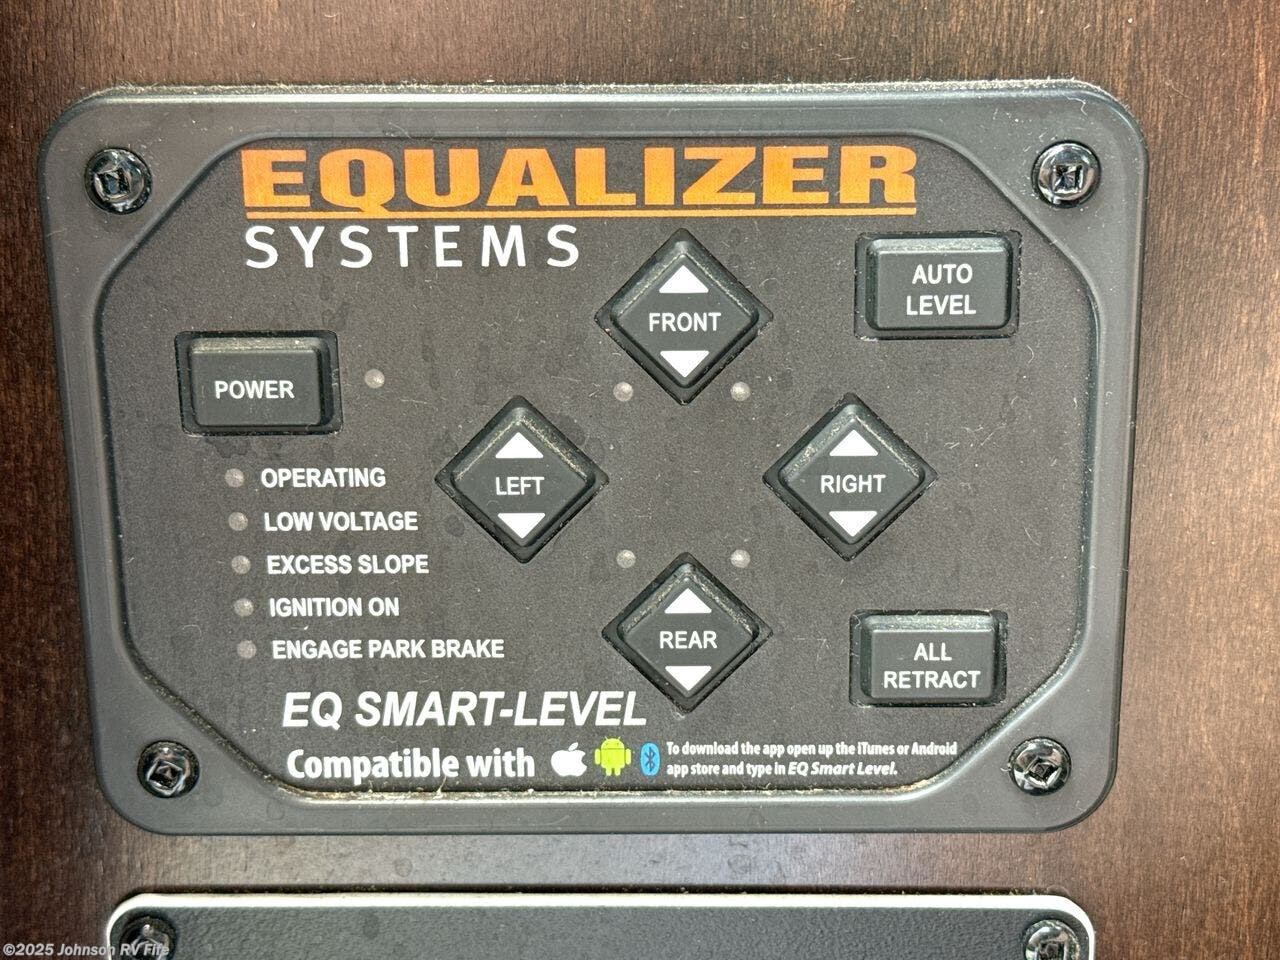 EQUALIZER
SYSTEMS
FRONT
AUTO
LEVEL
POWER
LEFT
RIGHT
OPERATING
LOW VOLTAGE
EXCESS SLOPE
IGNITION ON
ENGAGE PARK BRAKE
REAR
ALL
RETRACT
EQ SMART-LEVEL
Compatible with
To download the app open up the iTunes or Android
app store and type in EQ Smart Level.
©2025 Johnson RV Fife